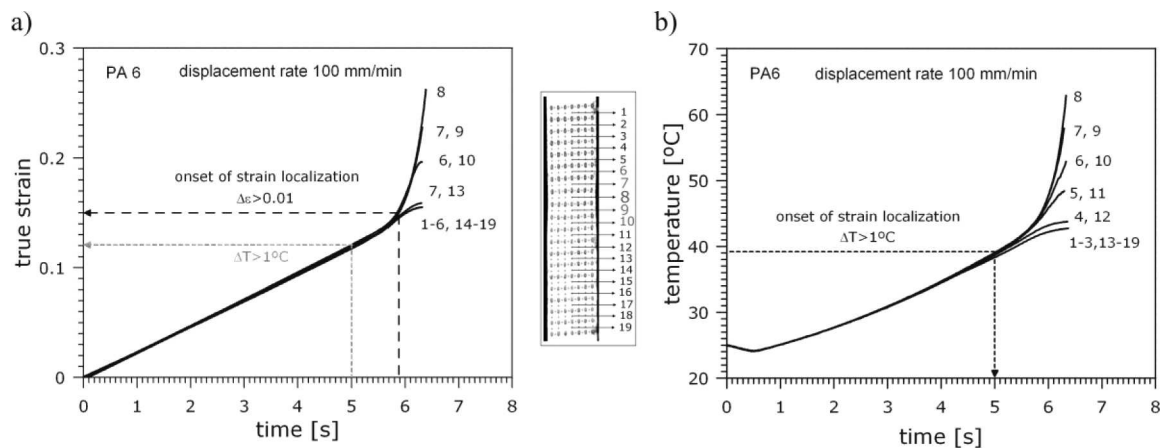 a)
0.3
PA 6 displacement rate 100 mm/min
8
7, 9
0.2
6, 10
onset of strain localization
Δε>0.01
7, 13
1-6, 14-19
ΔT>1ºC
0.1
0
true strain
0 1 2 3 4 5 6 7 8
time [s]
1
2
3
4
5
6
7
8
9
10
11
12
13
14
15
16
17
18
19
b)
70
PA6 displacement rate 100 mm/min
8
60
7, 9
6, 10
50
5, 11
onset of strain localization
4, 12
ΔT>1ºC
40
1-3,13-19
30
20
temperature [ºC]
0 1 2 3 4 5 6 7 8
time [s]